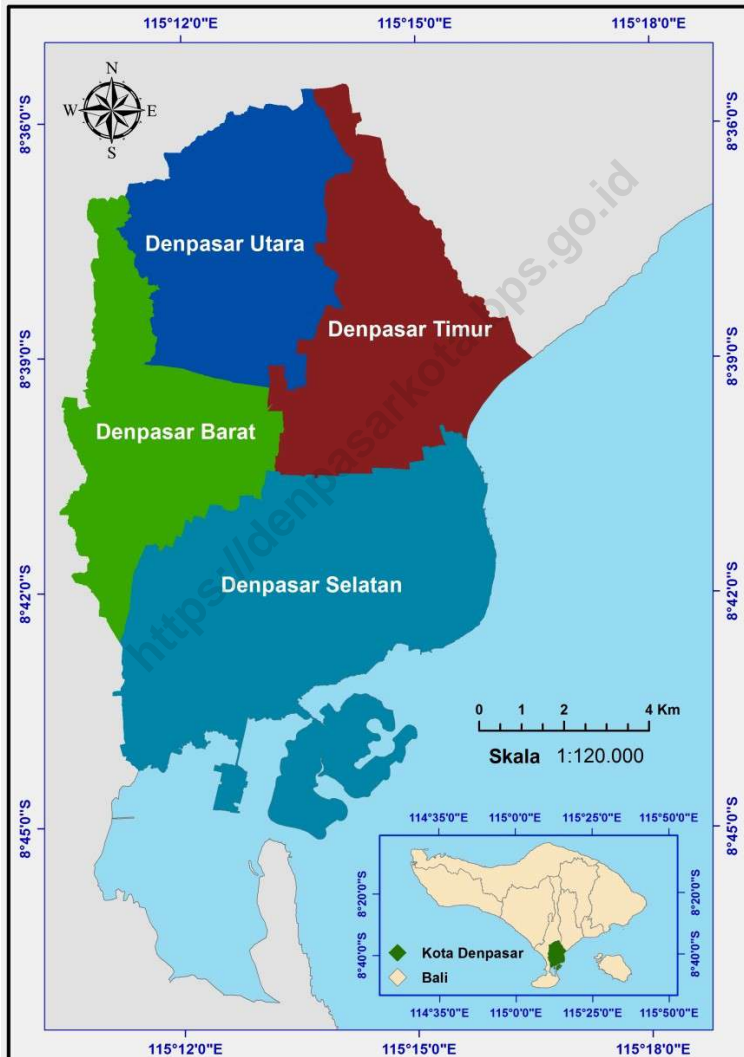 115°12'0"E 115°15'0"E 115°18'0"E
N
W E
S
8°36'0"S 8°36'0"S
Denpasar Utara
Denpasar Timur
8°39'0"S 8°39'0"S
Denpasar Barat
Denpasar Selatan
8°42'0"S 8°42'0"S
https://denpasarkota.bps.go.id
0 1 2 4 Km
Skala 1:120.000
8°45'0"S 8°45'0"S
114°35'0"E 115°0'0"E 115°25'0"E 115°50'0"E
8°20'0"S 8°20'0"S
8°40'0"S 8°40'0"S
Kota Denpasar
Bali
114°35'0"E 115°0'0"E 115°25'0"E 115°50'0"E
115°12'0"E 115°15'0"E 115°18'0"E